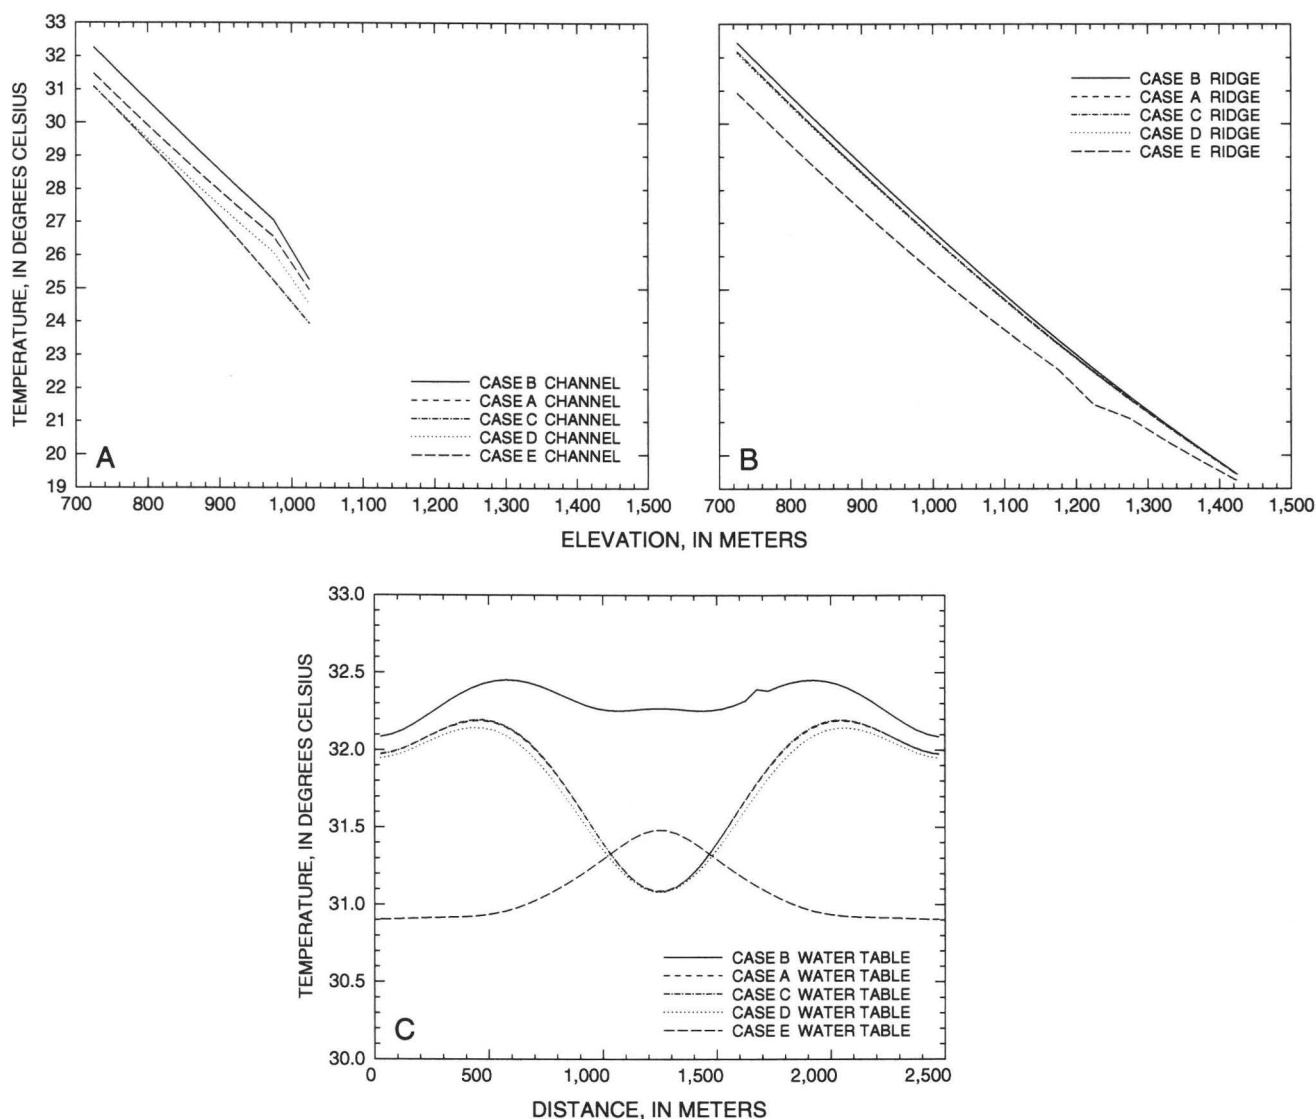 33
32
31
30
29
28
27
26
25
24
23
22
21
20
19
TEMPERATURE, IN DEGREES CELSIUS
CASE B CHANNEL
CASE A CHANNEL
CASE C CHANNEL
CASE D CHANNEL
CASE E CHANNEL
A
700 800 900 1,000 1,100 1,200 1,300 1,400 1,500
CASE B RIDGE
CASE A RIDGE
CASE C RIDGE
CASE D RIDGE
CASE E RIDGE
B
700 800 900 1,000 1,100 1,200 1,300 1,400 1,500
ELEVATION, IN METERS
33.0
32.5
32.0
31.5
31.0
30.5
30.0
TEMPERATURE, IN DEGREES CELSIUS
CASE B WATER TABLE
CASE A WATER TABLE
CASE C WATER TABLE
CASE D WATER TABLE
CASE E WATER TABLE
C
0 500 1,000 1,500 2,000 2,500
DISTANCE, IN METERS